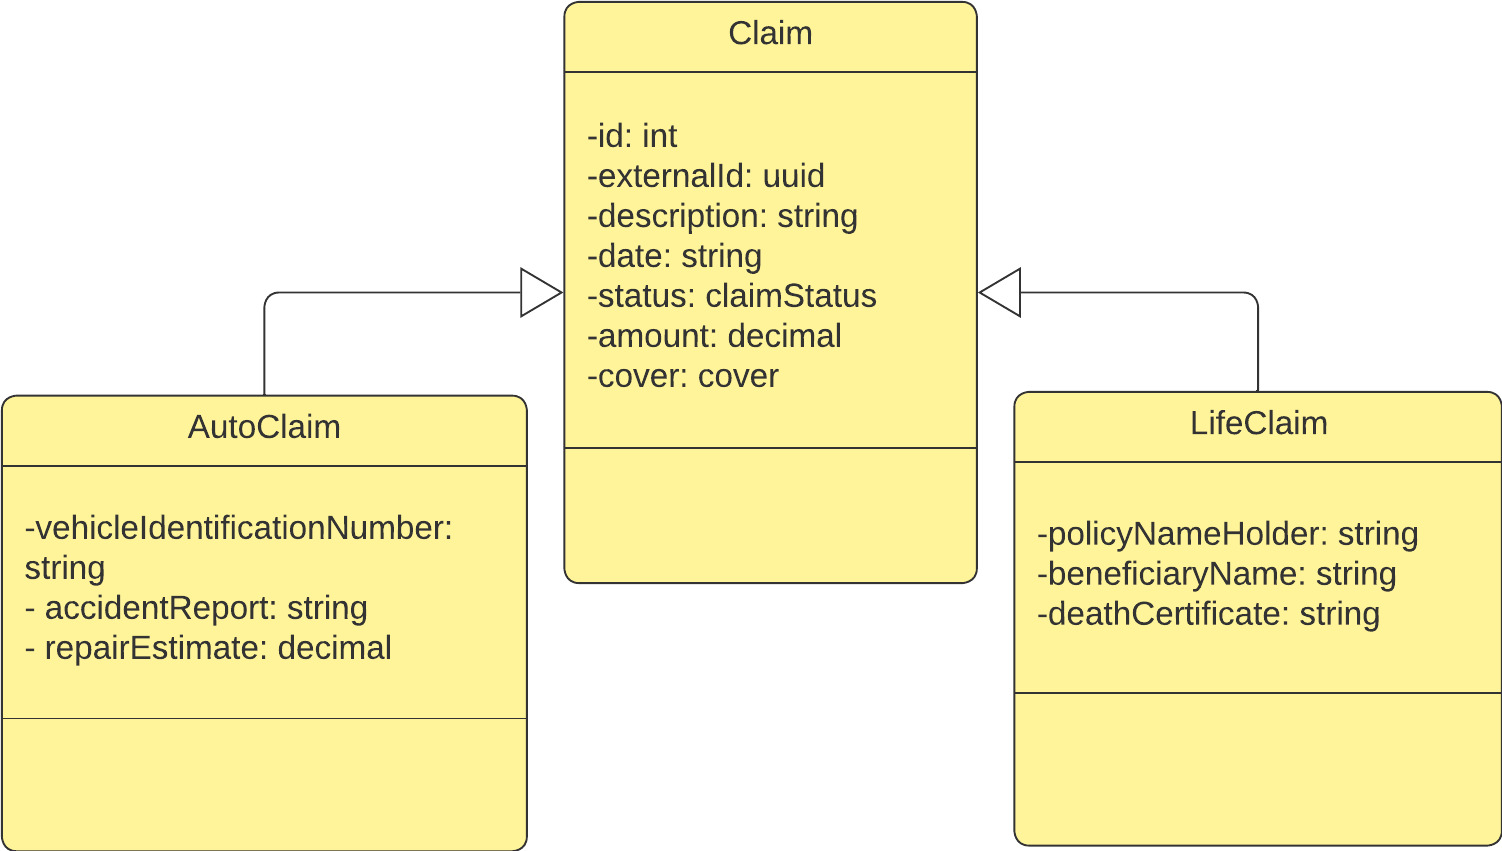 Claim
-id: int
-externalId: uuid
-description: string
-date: string
-status: claimStatus
-amount: decimal
-cover: cover
AutoClaim
-vehicleIdentificationNumber:
string
- accidentReport: string
- repairEstimate: decimal
LifeClaim
-policyNameHolder: string
-beneficiaryName: string
-deathCertificate: string